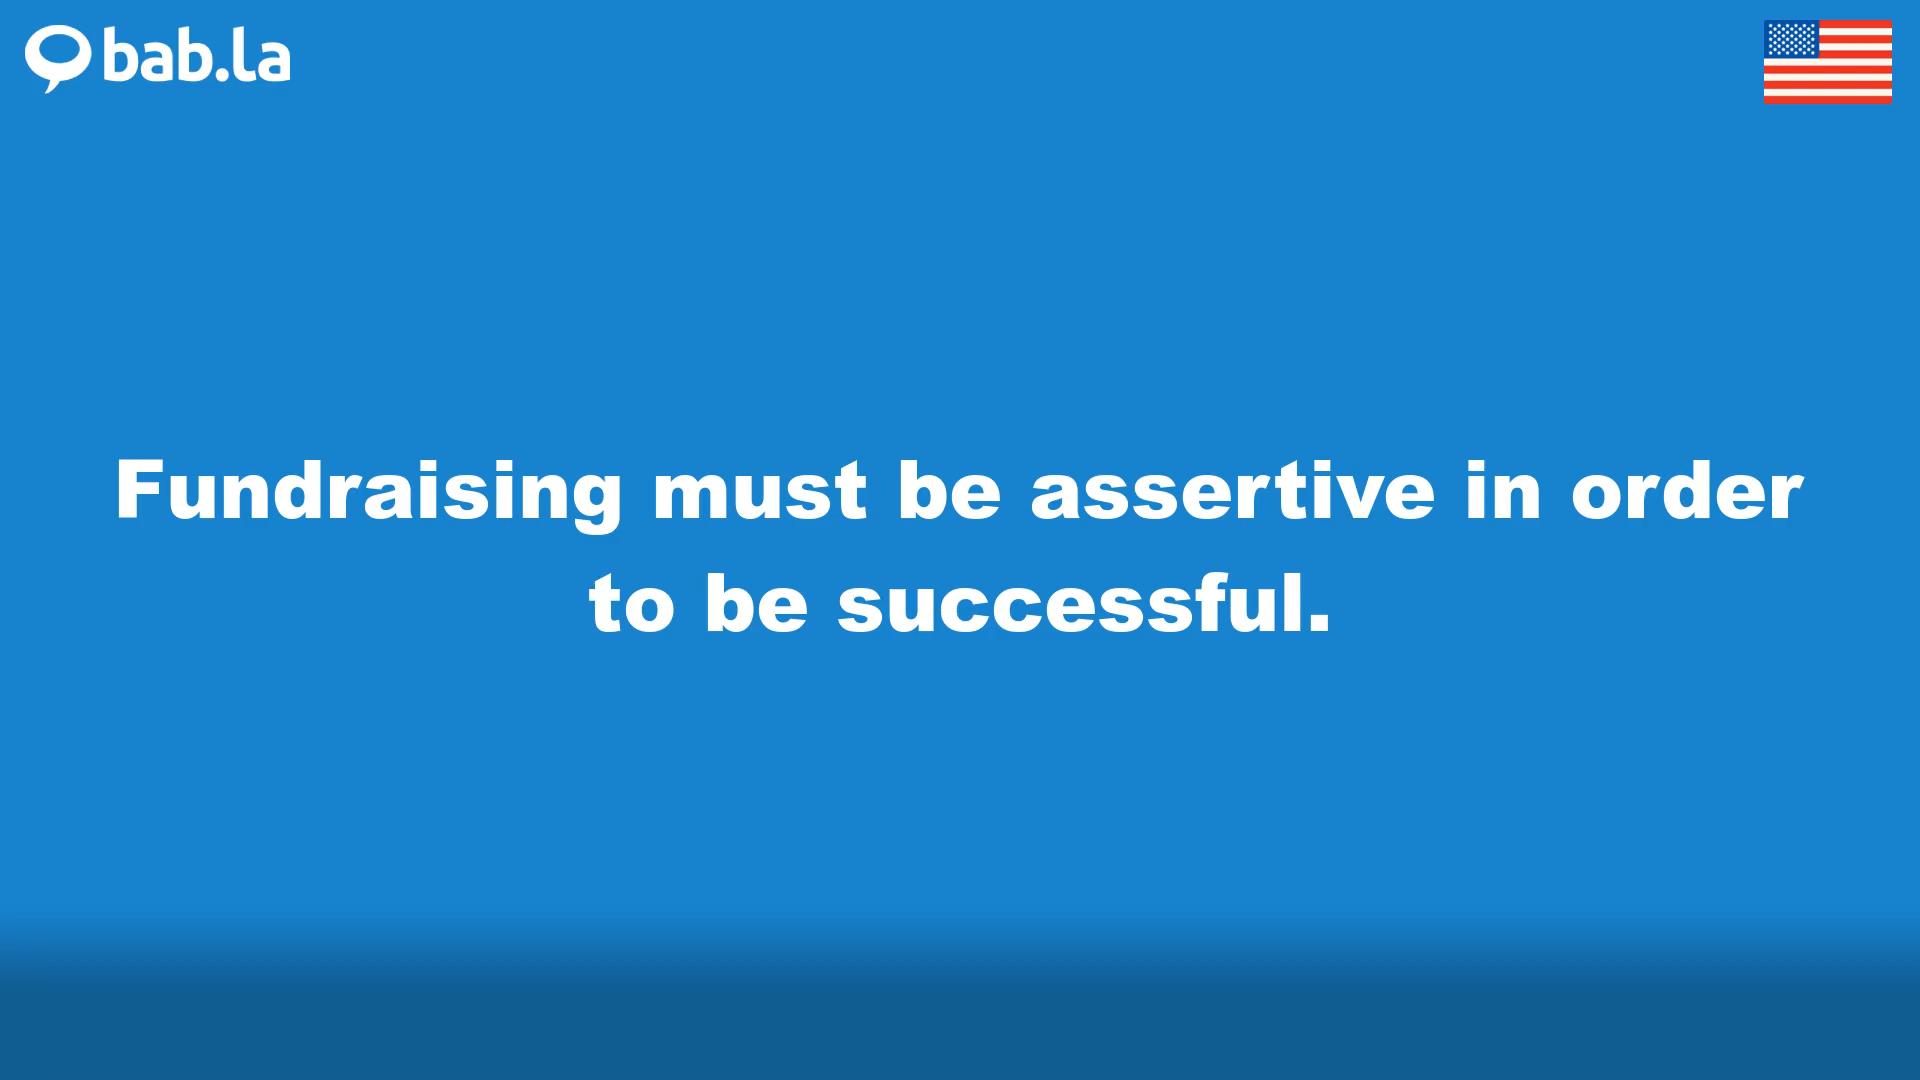 bab.la
Fundraising must be assertive in order
to be successful.